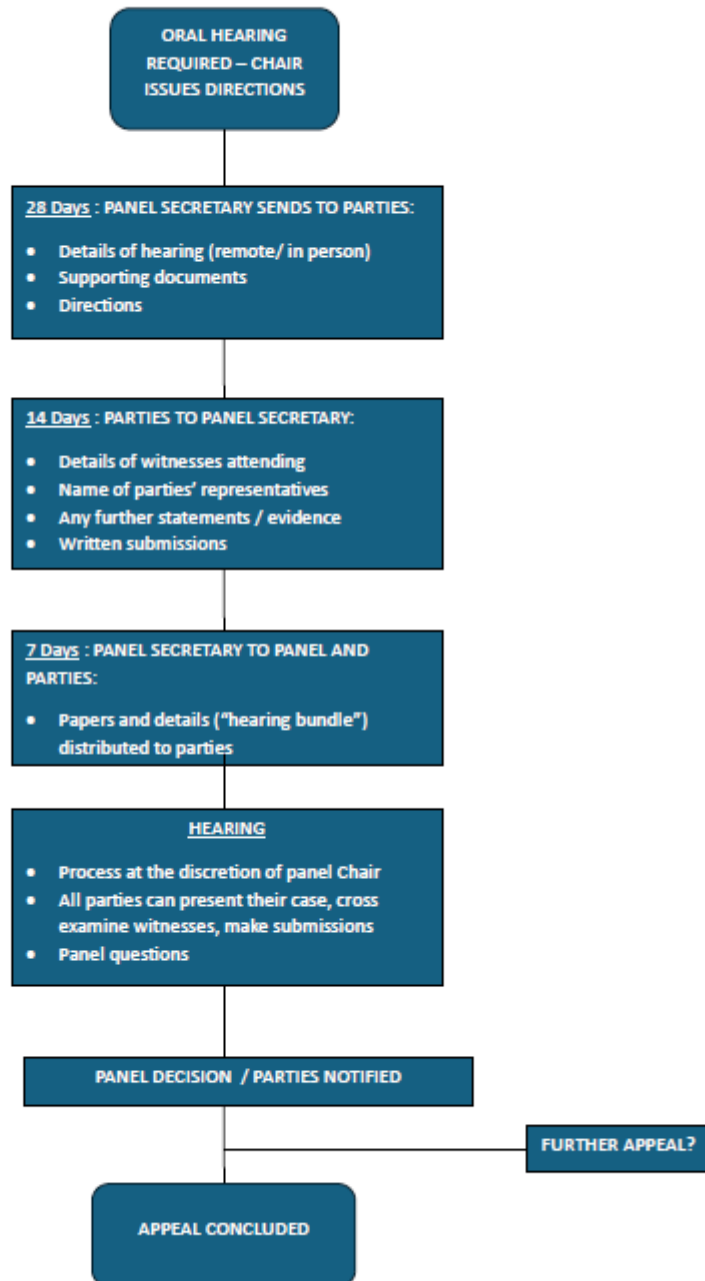 ORAL HEARING
REQUIRED – CHAIR
ISSUES DIRECTIONS
28 Days : PANEL SECRETARY SENDS TO PARTIES:
• Details of hearing (remote/ in person)
• Supporting documents
• Directions
14 Days : PARTIES TO PANEL SECRETARY:
• Details of witnesses attending
• Name of parties’ representatives
• Any further statements / evidence
• Written submissions
7 Days : PANEL SECRETARY TO PANEL AND
PARTIES:
• Papers and details (“hearing bundle”)
distributed to parties
HEARING
• Process at the discretion of panel Chair
• All parties can present their case, cross
examine witnesses, make submissions
• Panel questions
PANEL DECISION / PARTIES NOTIFIED
FURTHER APPEAL?
APPEAL CONCLUDED